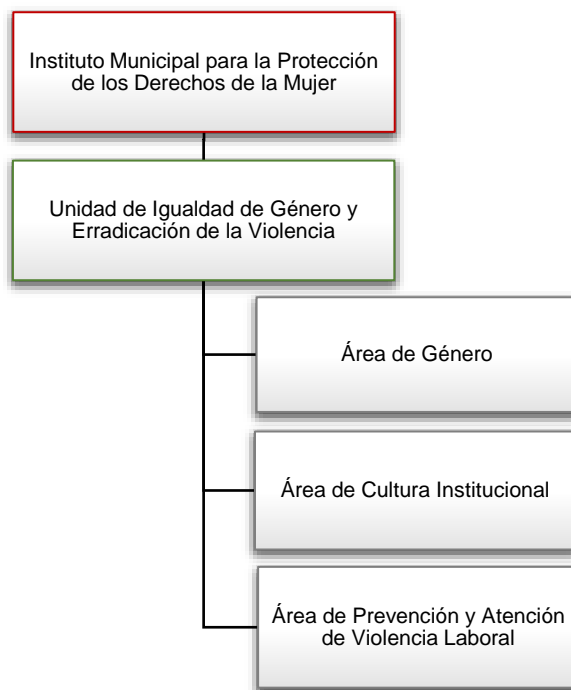 Instituto Municipal para la Protección
de los Derechos de la Mujer
Unidad de Igualdad de Género y
Erradicación de la Violencia
Área de Género
Área de Cultura Institucional
Área de Prevención y Atención
de Violencia Laboral